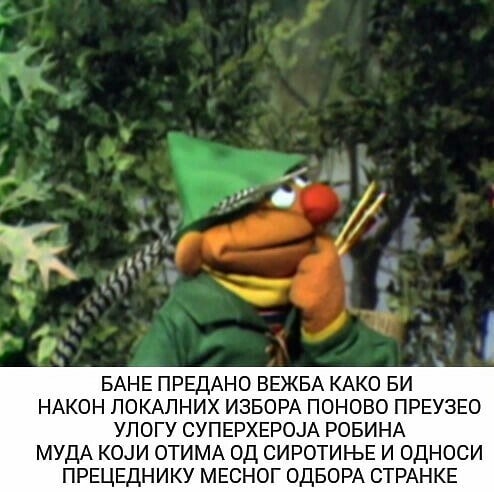 БАНЕ ПРЕДАНО ВЕЖБА КАКО БИ
НАКОН ЛОКАЛНИХ ИЗБОРА ПОНОВО ПРЕУЗЕО
УЛОГУ СУПЕРХЕРОЈА РОБИНА
МУДА КОЈИ ОТИМА ОД СИРОТИЊЕ И ОДНОСИ
ПРЕЦЕДНИКУ МЕСНОГ ОДБОРА СТРАНКЕ